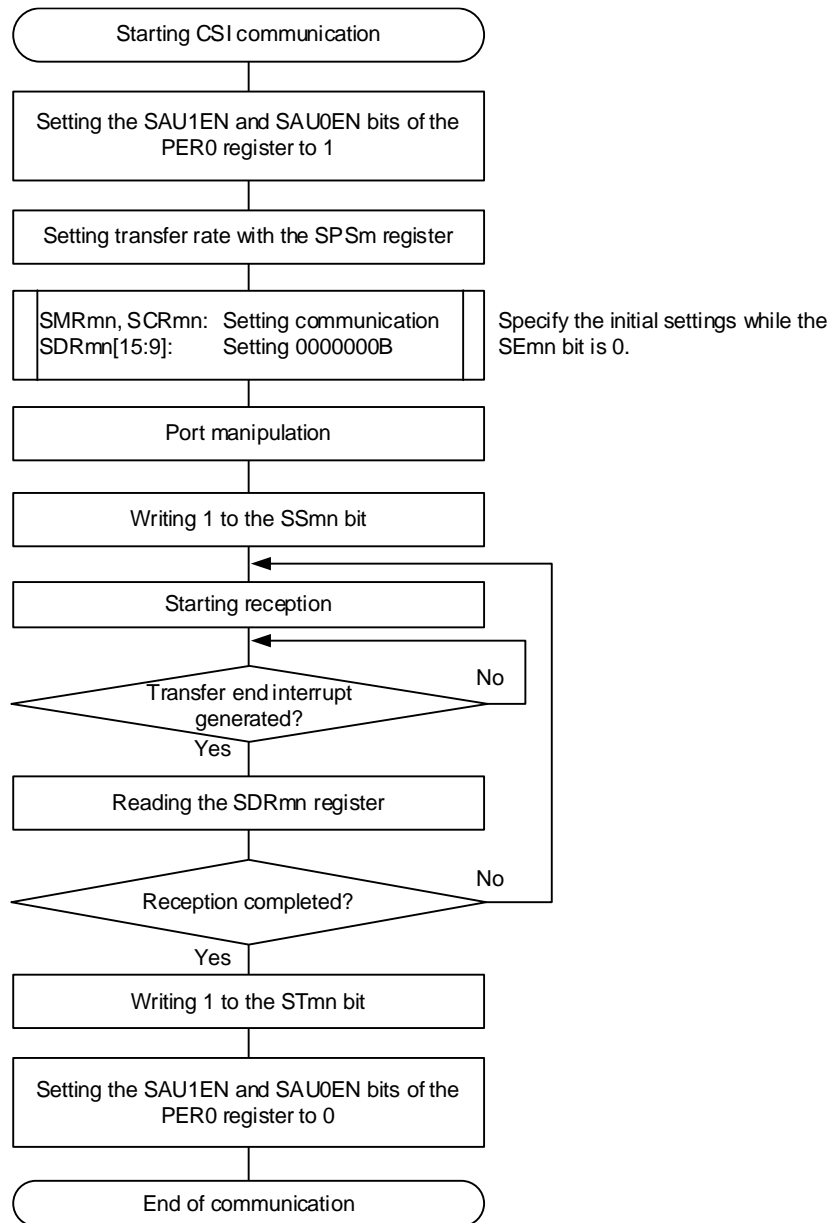 Starting CSI communication
Setting the SAU1EN and SAU0EN bits of the
PER0 register to 1
Setting transfer rate with the SPSm register
SMRmn, SCRmn: Setting communication
SDRmn[15:9]: Setting 0000000B
Specify the initial settings while the
SEmn bit is 0.
Port manipulation
Writing 1 to the SSmn bit
Starting reception
No
Transfer end interrupt
generated?
Yes
Reading the SDRmn register
No
Reception completed?
Yes
Writing 1 to the STmn bit
Setting the SAU1EN and SAU0EN bits of the
PER0 register to 0
End of communication